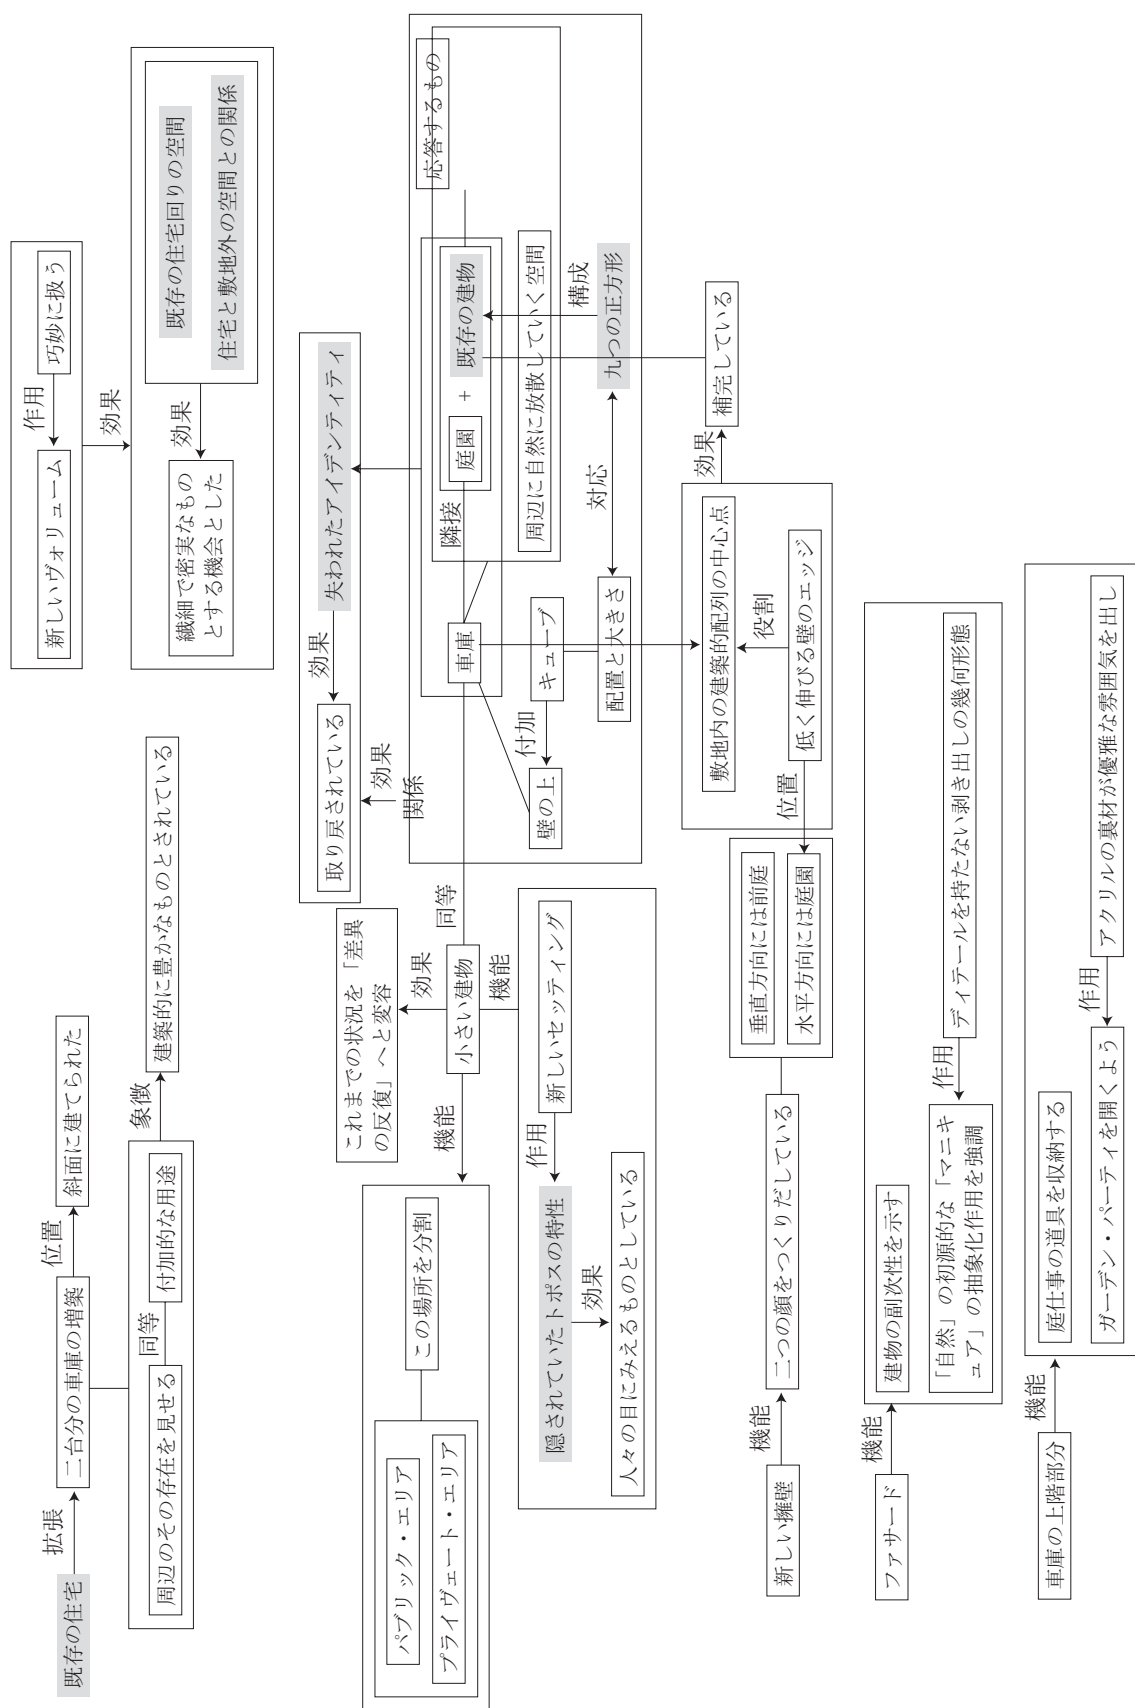 既存の住宅
拡張
二台分の車庫の増築
位置
斜面に建てられた
周辺のその存在を見せる
同等
付加的な用途
象徴
建築的に豊かなものとされている
新しいヴォリューム
作用
巧妙に扱う
効果
繊細で密実なもの
とする機会とした
効果
既存の住宅回りの空間
住宅と敷地外の空間との関係
パブリック・エリア
プライヴェート・エリア
この場所を分割
機能
これまでの状況を「差異
の反復」へと変容
効果
小さい建物
機能
同等
新しいセッティング
作用
隠されていたトポスの特性
効果
人々の目にみえるものとしている
取り戻されている
効果
失われたアイデンティティ
効果
関係
車庫
隣接
庭園
+
既存の建物
応答するもの
周辺に自然に放散していく空間
壁の上
付加
キューブ
配置と大きさ
対応
九つの正方形
構成
敷地内の建築的配列の中心点
効果
補完している
役割
低く伸びる壁のエッジ
位置
新しい擁壁
機能
二つの顔をつくりだしている
垂直方向には前庭
水平方向には庭園
ファサード
機能
建物の副次性を示す
「自然」の初源的な「マニキ
ュア」の抽象化作用を強調
作用
ディテールを持たない剥き出しの幾何形態
車庫の上階部分
機能
庭仕事の道具を収納する
ガーデン・パーティを開くよう
作用
アクリルの裏材が優雅な雰囲気を出し